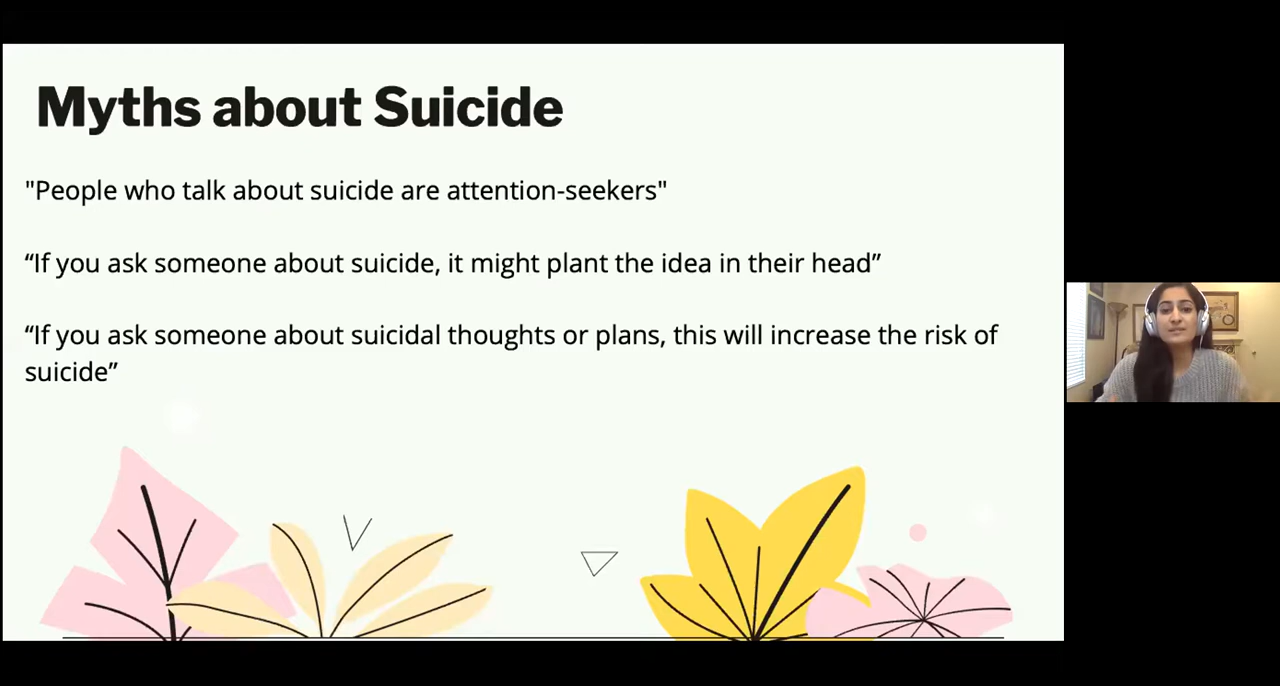 Myths about Suicide
"People who talk about suicide are attention-seekers"
“If you ask someone about suicide, it might plant the idea in their head”
“If you ask someone about suicidal thoughts or plans, this will increase the risk of
suicide”